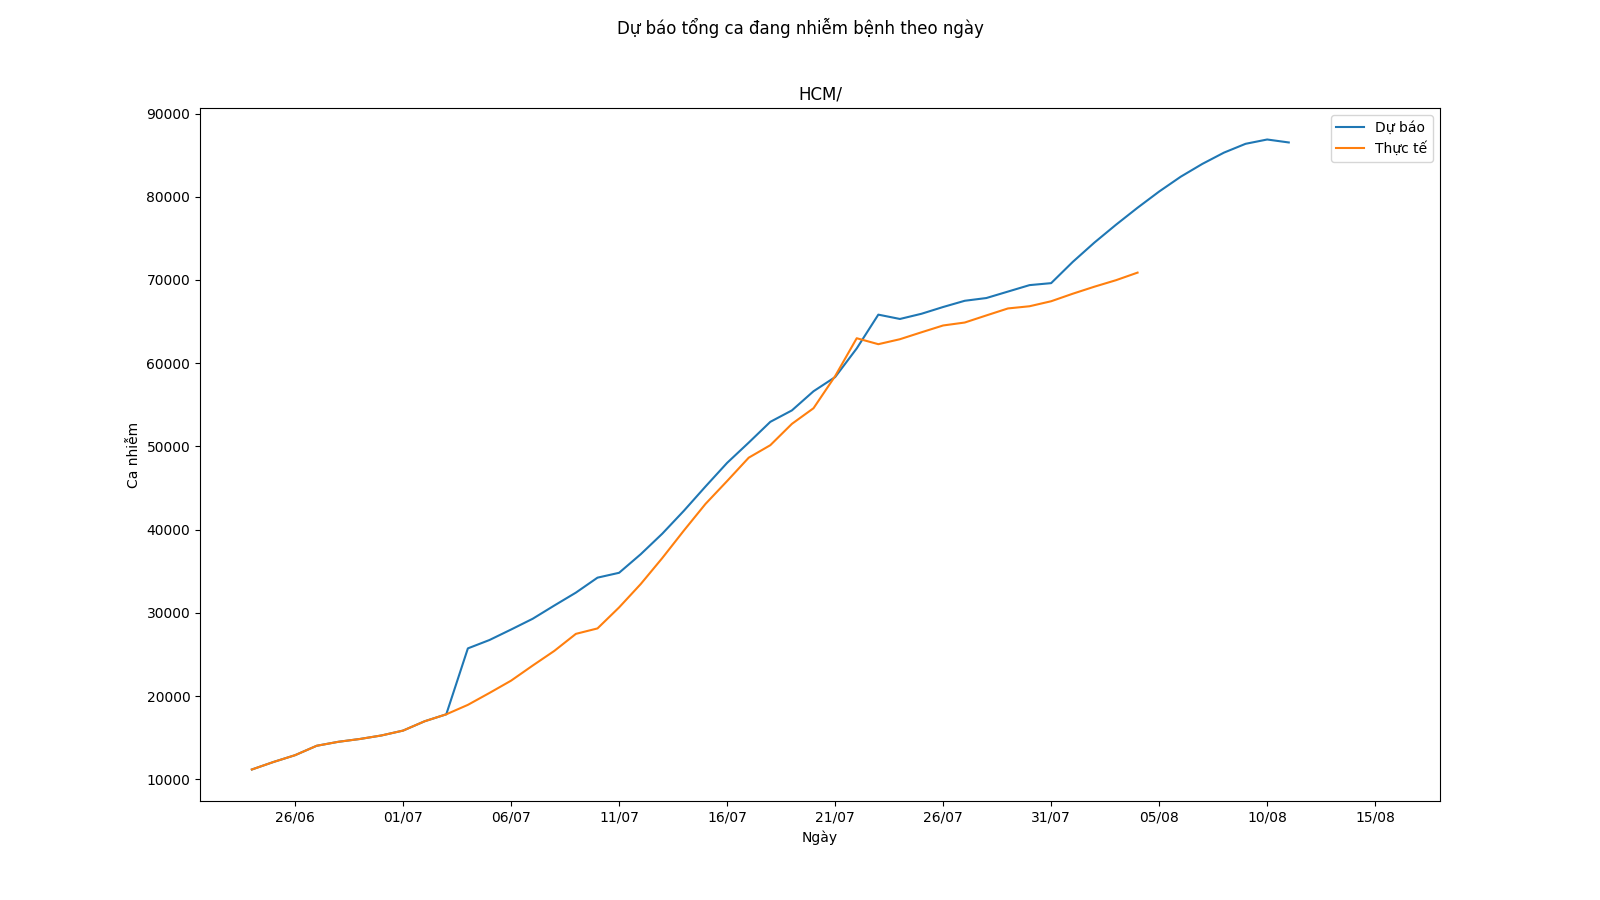 Dự báo tổng ca đang nhiễm bệnh theo ngày
HCM/
Dự báo
Thực tế
90000
80000
70000
60000
50000
40000
30000
20000
10000
Ca nhiễm
26/06 01/07 06/07 11/07 16/07 21/07 26/07 31/07 05/08 10/08 15/08
Ngày